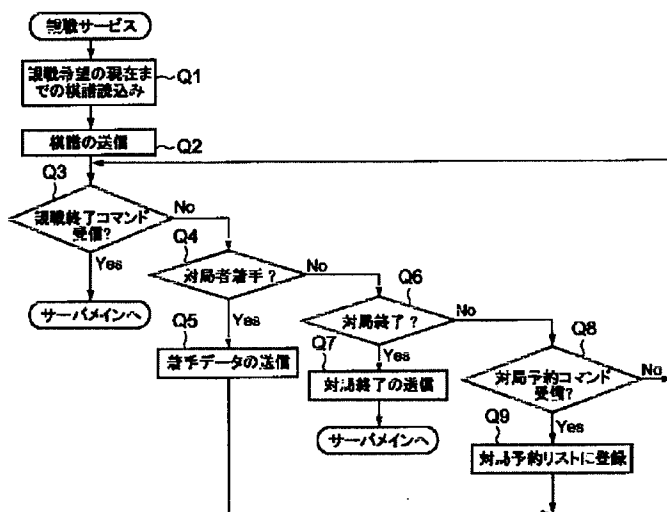 観戦サービス
Q1
観戦希望の現在ま
での棋譜読込み
棋譜の送信
Q2
Q3
観戦終了コマンド
受信?
No
Yes
サーバメインへ
Q4
対局者着手?
No
Yes
Q5
着手データの送信
Q6
対局終了?
No
Yes
Q7
対局終了の送信
サーバメインへ
Q8
対局予約コマンド
受信?
No
Yes
Q9
対局予約リストに登録